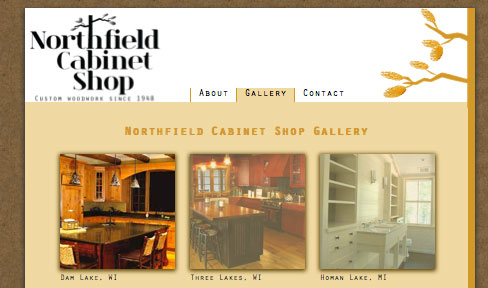 Northfield
Cabinet
Shop
Custom woodwork since 1948
About Gallery Contact
Northfield Cabinet Shop Gallery
Dam Lake, WI
Three Lakes, WI
Homan Lake, MI